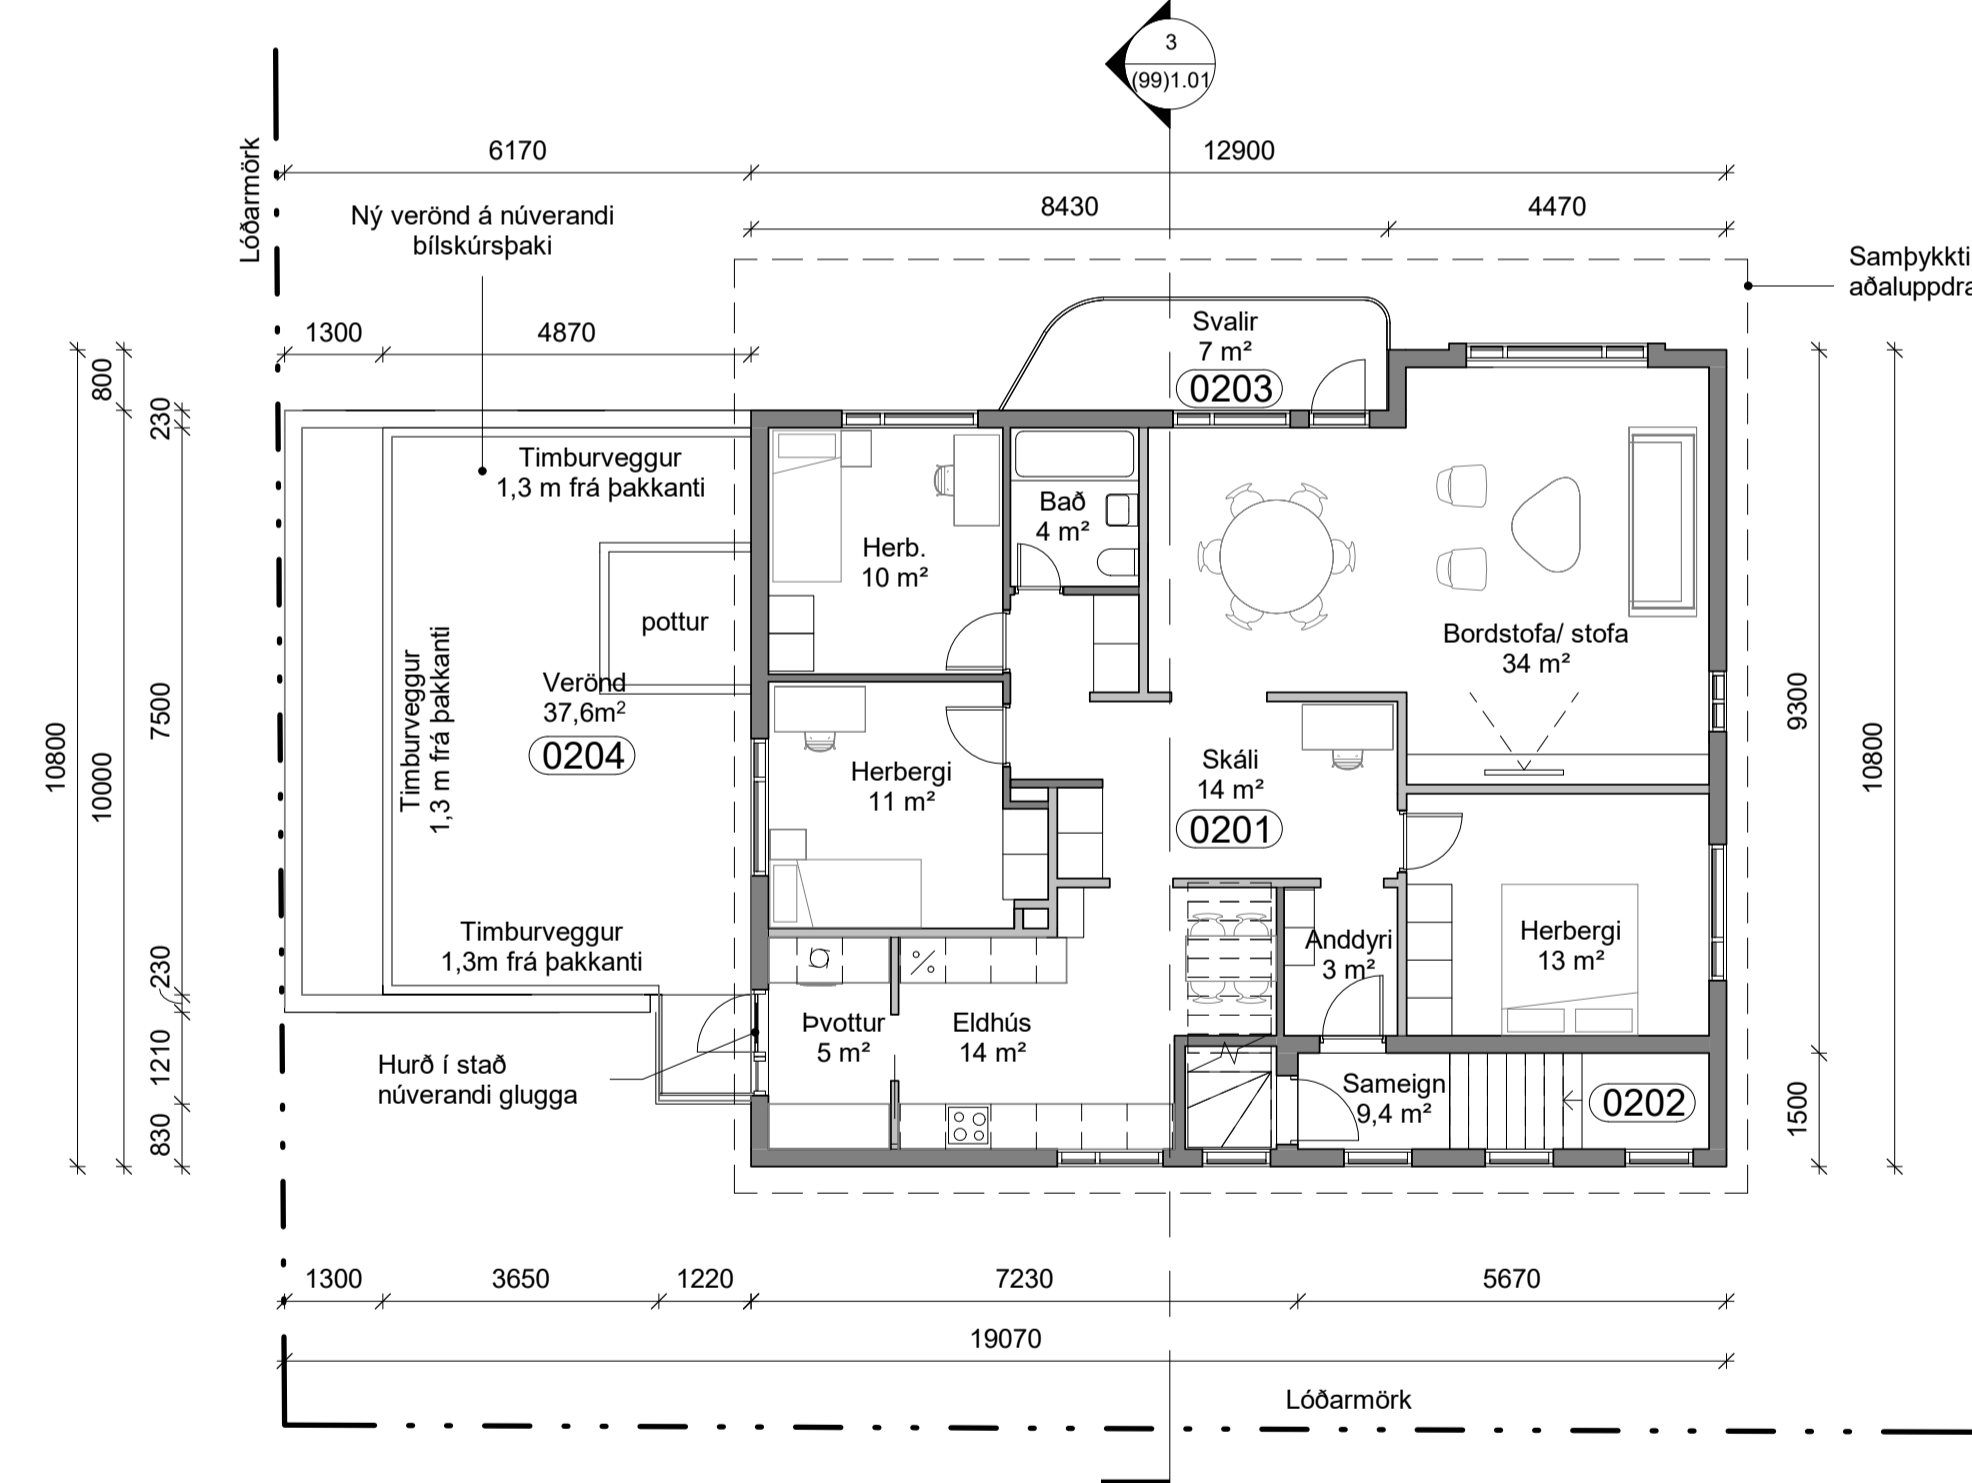 3
(99)1.01
6170
12900
8430
4470
Lóðarmörk
Ný verönd á núverandi
bílskúrsþaki
Samþykkti
aðaluppdra
1300
4870
Svalir
7 m²
0203
800
230
7500
230
1210
830
10000
10800
Timburveggur
1,3 m frá þakkanti
Bað
4 m²
Herb.
10 m²
pottur
Bordstofa/ stofa
34 m²
Timburveggur
1,3 m frá þakkanti
Verönd
37,6m²
0204
Herbergi
11 m²
Skáli
14 m²
0201
9300
10800
1500
Timburveggur
1,3m frá þakkanti
Anddyri
3 m²
Herbergi
13 m²
Þvottur
5 m²
Eldhús
14 m²
Hurð í stað
núverandi glugga
Sameign
9,4 m²
0202
1300
3650
1220
7230
5670
19070
Lóðarmörk